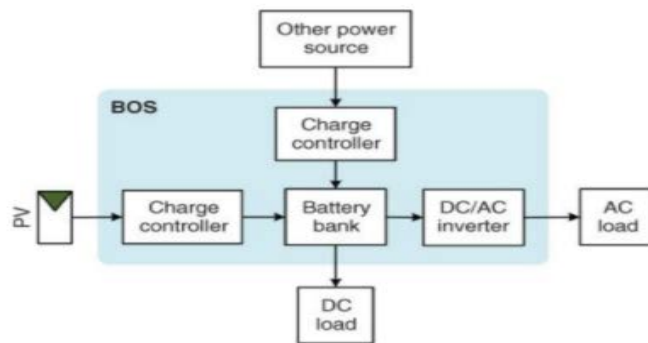 Other power
source
BOS
Charge
controller
PV
Charge
controller
Battery
bank
DC/AC
inverter
AC
load
DC
load